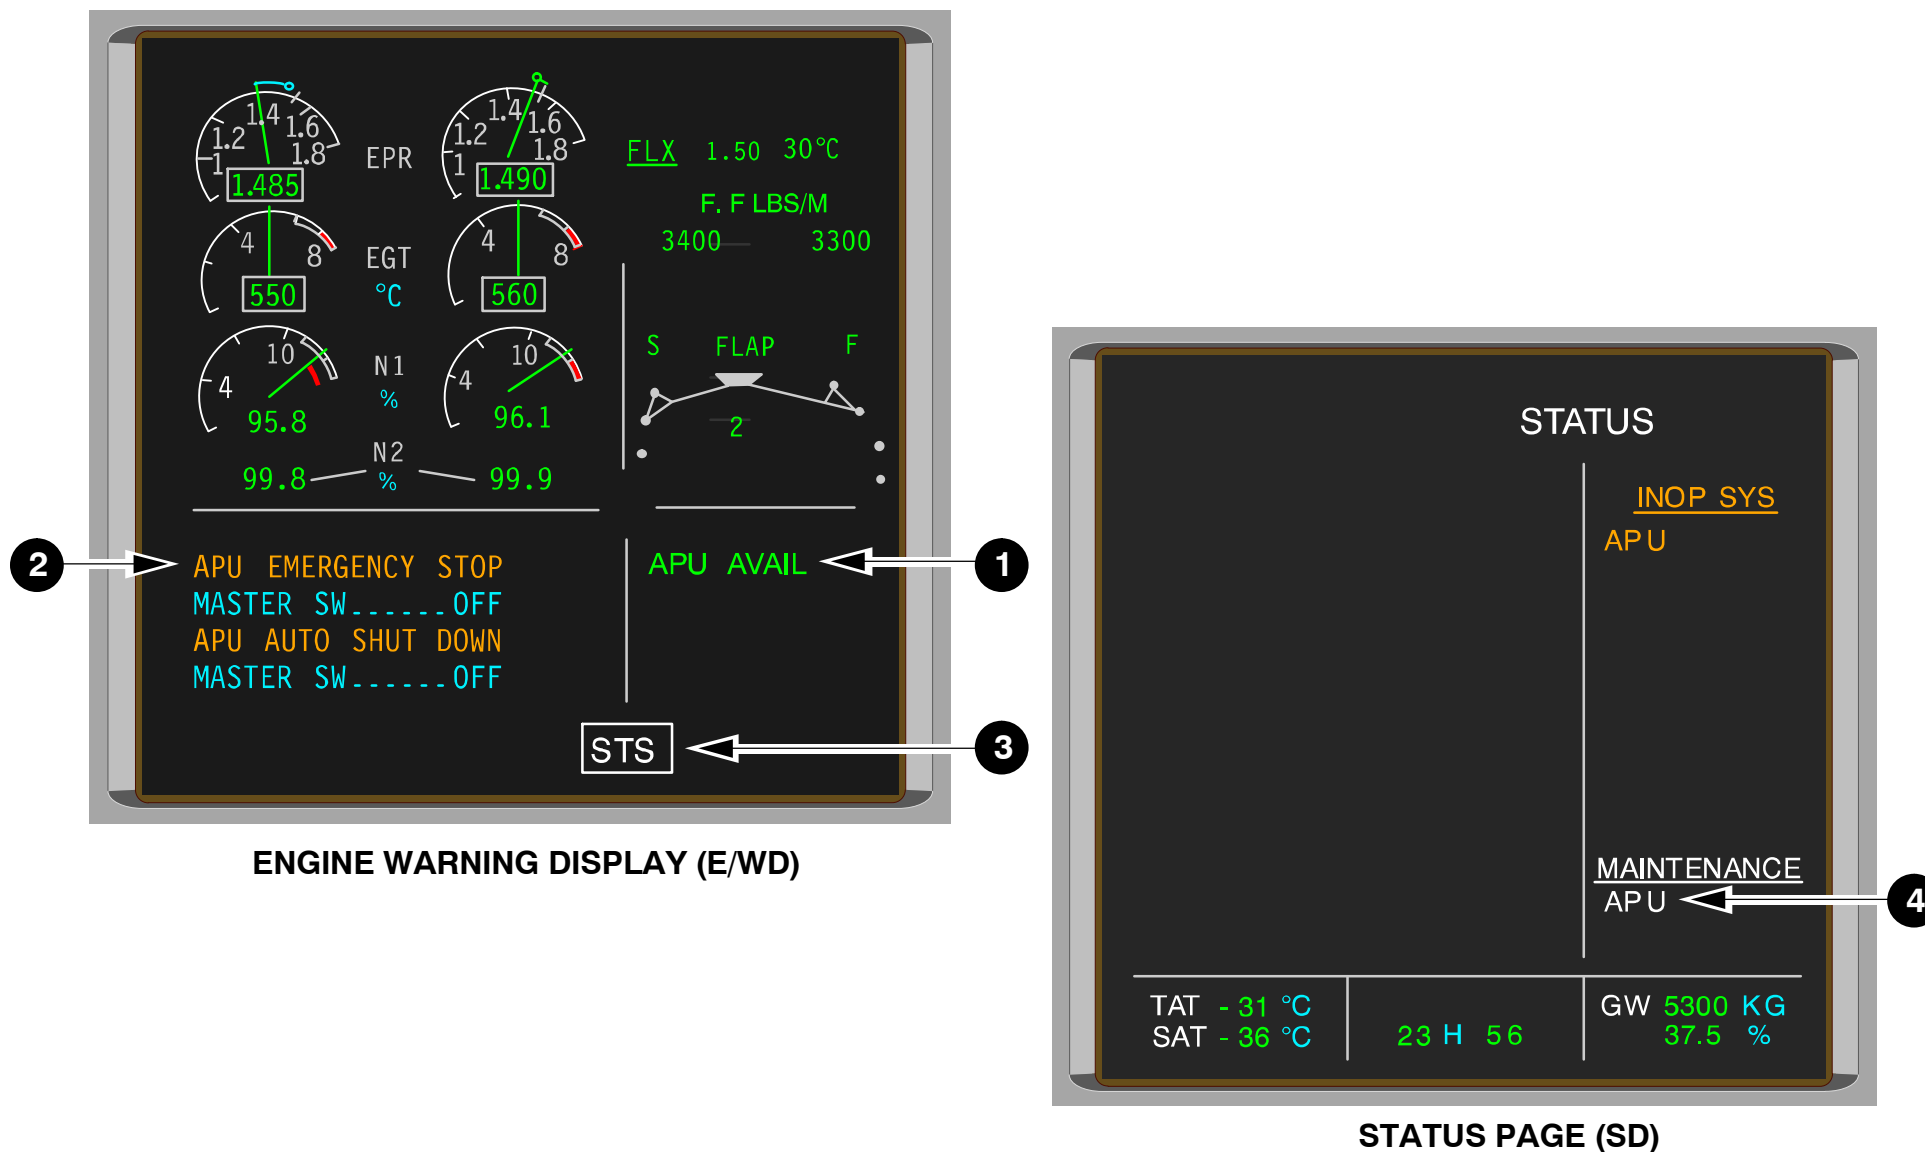 1.2
1.4
1.6
1
1.8
1.485
EPR
1.2
1.4
1.6
1
1.8
1.490
FLX 1.50 30°C
F. F LBS/M
3400 3300
4
8
550
EGT
°C
4
8
560
4
10
95.8
N1
%
4
10
96.1
S FLAP F
2
99.8 N2 % 99.9
APU EMERGENCY STOP
MASTER SW......OFF
APU AUTO SHUT DOWN
MASTER SW......OFF
APU AVAIL
STS
2
1
3
ENGINE WARNING DISPLAY (E/WD)
STATUS
INOP SYS
APU
MAINTENANCE
APU
4
TAT - 31 °C
SAT - 36 °C
23 H 56
GW 5300 KG
37.5 %
STATUS PAGE (SD)